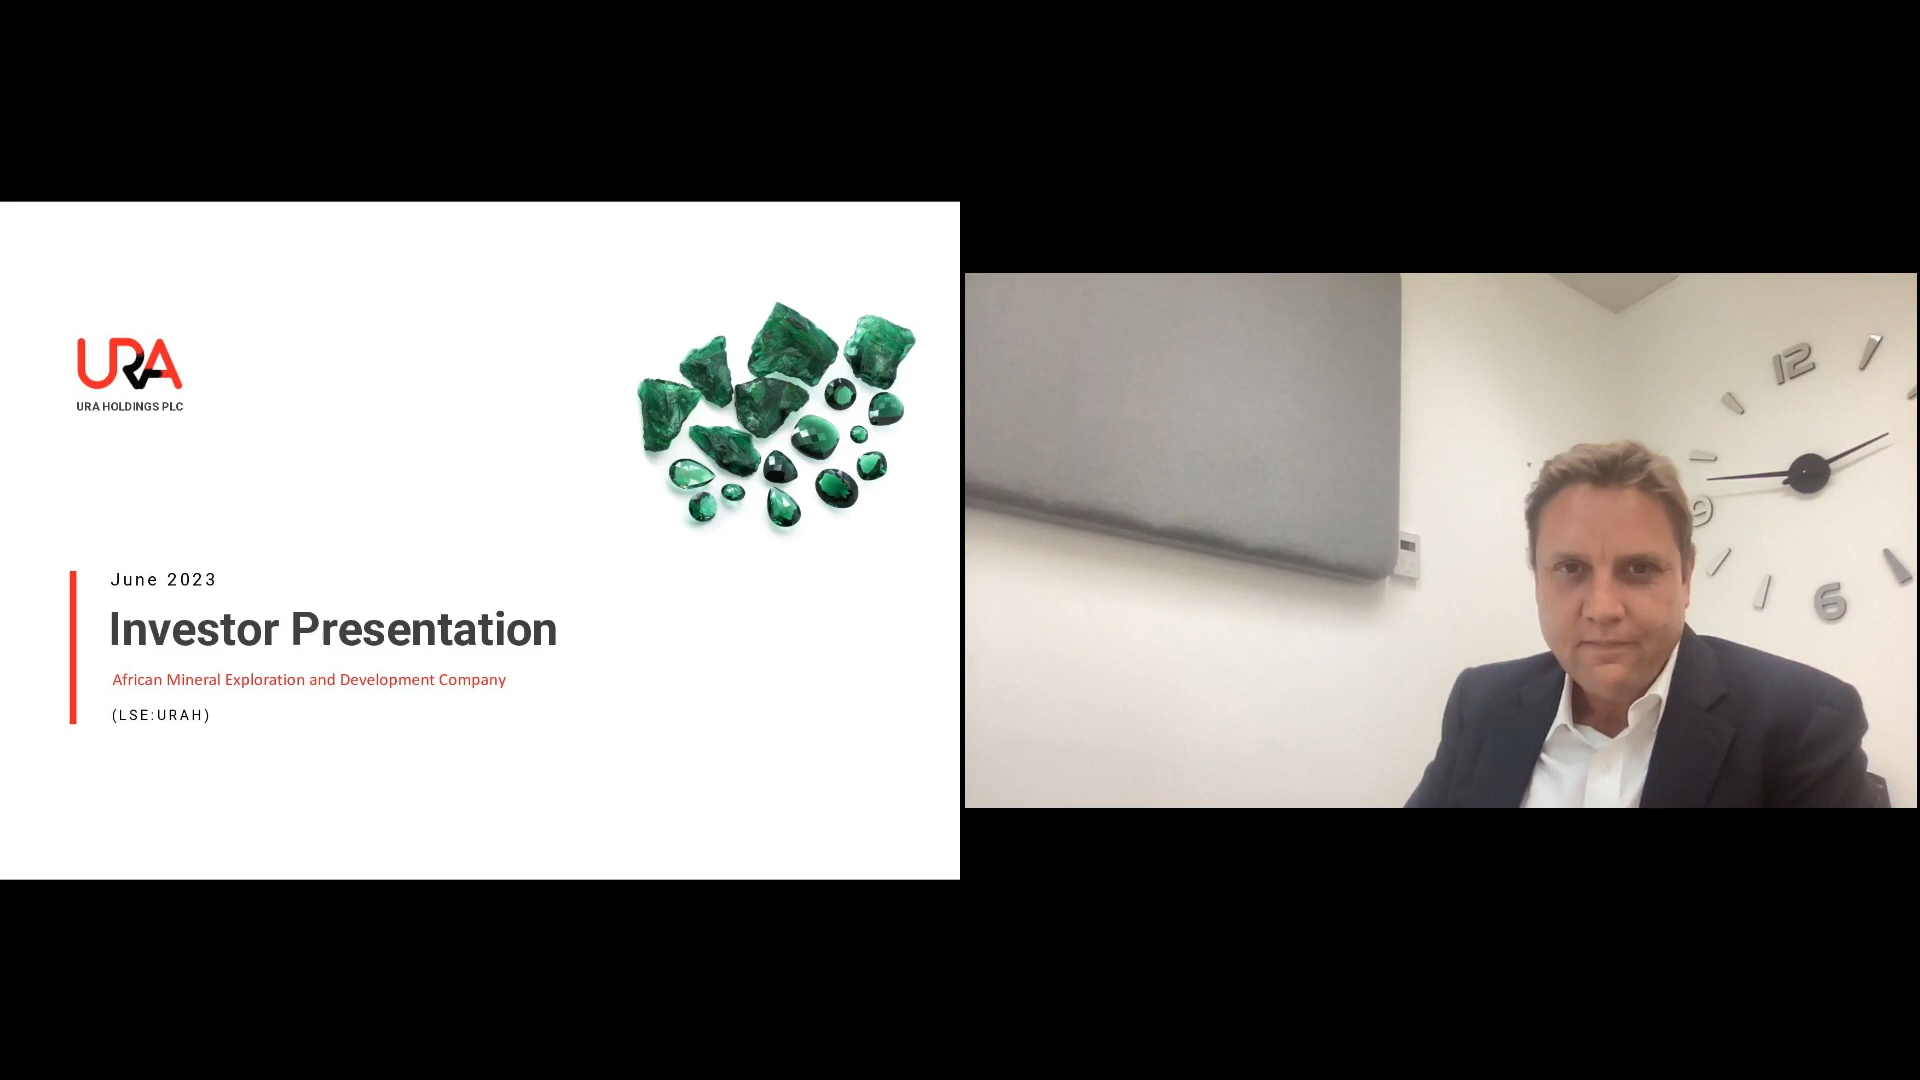 URA
URA HOLDINGS PLC
June 2023
Investor Presentation
African Mineral Exploration and Development Company
(LSE:URAH)
12
9
6